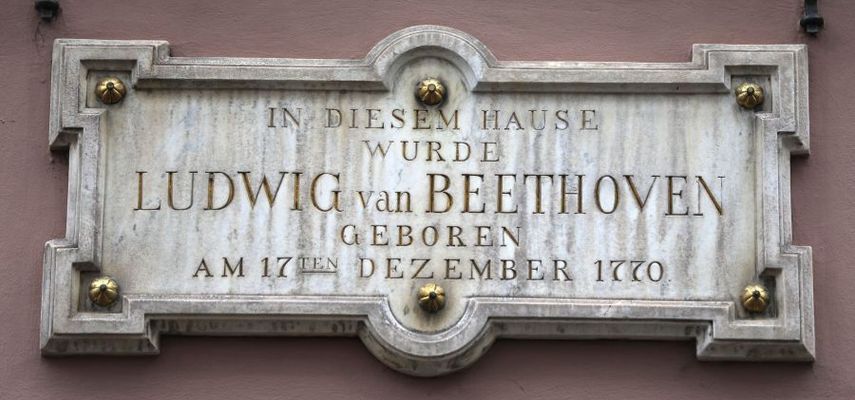 IN DIESEM HAUSE
WURDE
LUDWIG van BEETHOVEN
GEBOREN
AM 17TEN DEZEMBER 1770.